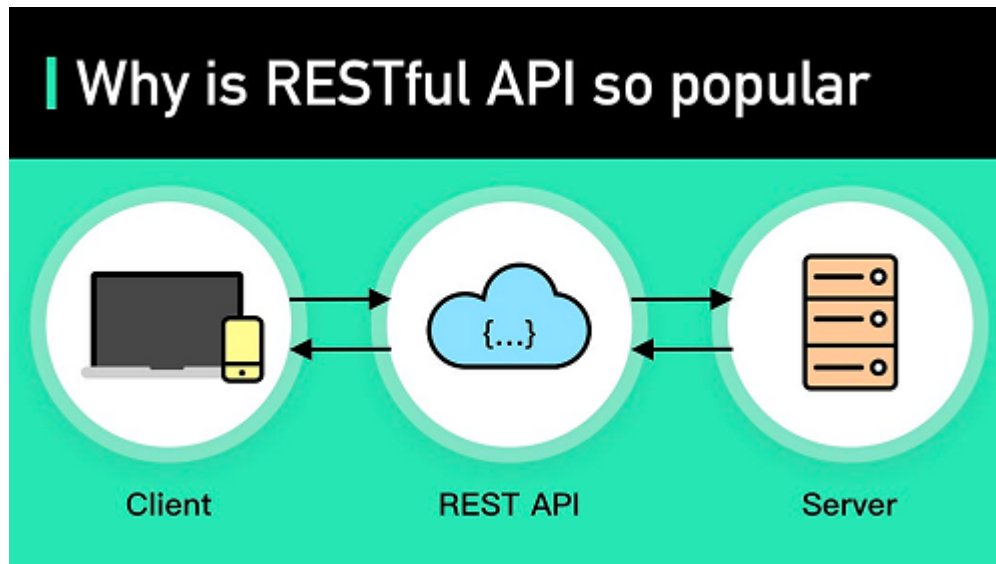 Why is RESTful API so popular
{...}
Client
REST API
Server